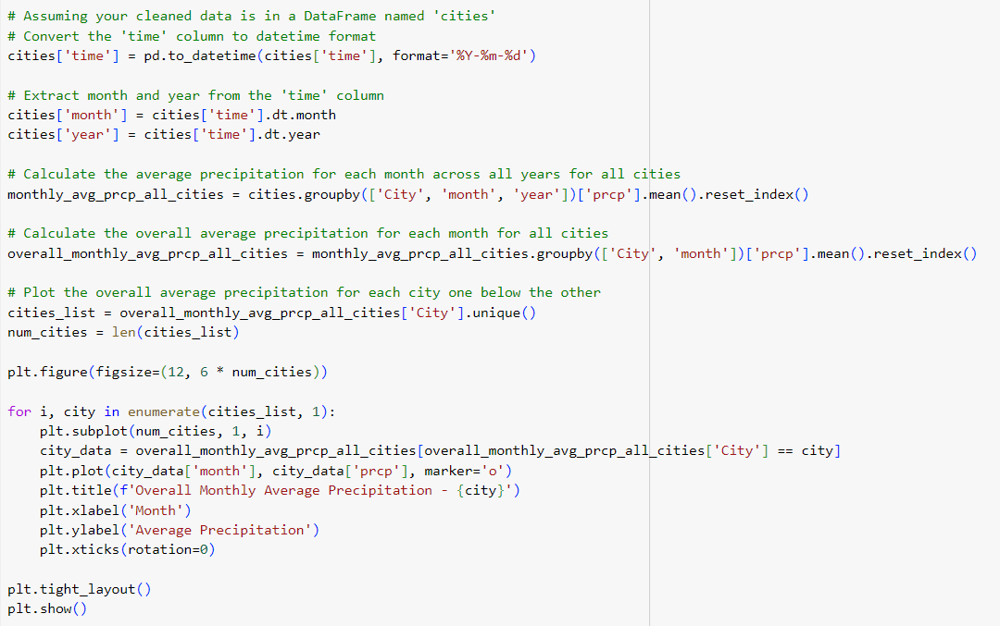 # Assuming your cleaned data is in a DataFrame named 'cities'
# Convert the 'time' column to datetime format
cities['time'] = pd.to_datetime(cities['time'], format='%Y-%m-%d')

# Extract month and year from the 'time' column
cities['month'] = cities['time'].dt.month
cities['year'] = cities['time'].dt.year

# Calculate the average precipitation for each month across all years for all cities
monthly_avg_prcp_all_cities = cities.groupby(['City', 'month', 'year'])['prcp'].mean().reset_index()

# Calculate the overall average precipitation for each month for all cities
overall_monthly_avg_prcp_all_cities = monthly_avg_prcp_all_cities.groupby(['City', 'month'])['prcp'].mean().reset_index()

# Plot the overall average precipitation for each city one below the other
cities_list = overall_monthly_avg_prcp_all_cities['City'].unique()
num_cities = len(cities_list)

plt.figure(figsize=(12, 6 * num_cities))

for i, city in enumerate(cities_list, 1):
    plt.subplot(num_cities, 1, i)
    city_data = overall_monthly_avg_prcp_all_cities[overall_monthly_avg_prcp_all_cities['City'] == city]
    plt.plot(city_data['month'], city_data['prcp'], marker='o')
    plt.title(f'Overall Monthly Average Precipitation - {city}')
    plt.xlabel('Month')
    plt.ylabel('Average Precipitation')
    plt.xticks(rotation=0)

plt.tight_layout()
plt.show()